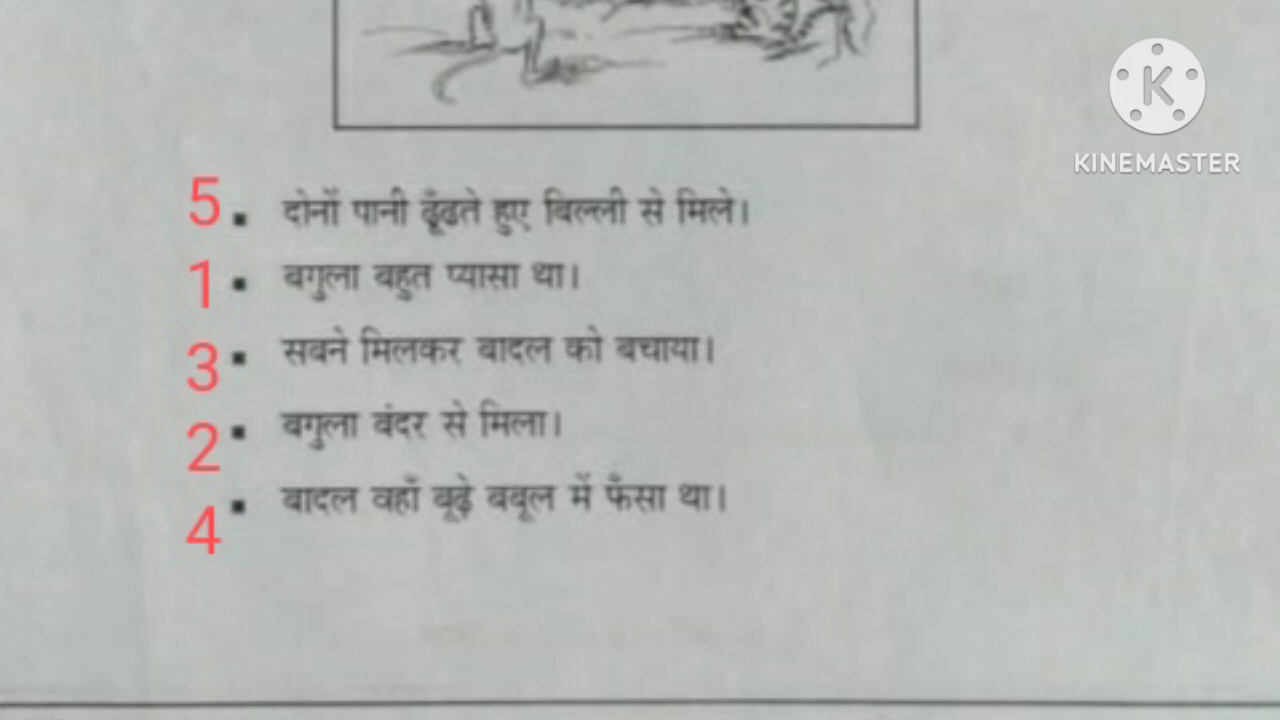 K
KINEMASTER
5 ▪ दोनों पानी ढूँढते हुए बिल्ली से मिले।
1 ▪ बगुला बहुत प्यासा था।
3 ▪ सबने मिलकर बादल को बचाया।
2 ▪ बगुला बंदर से मिला।
4 ▪ बादल वहाँ बूढ़े बबूल में फँसा था।